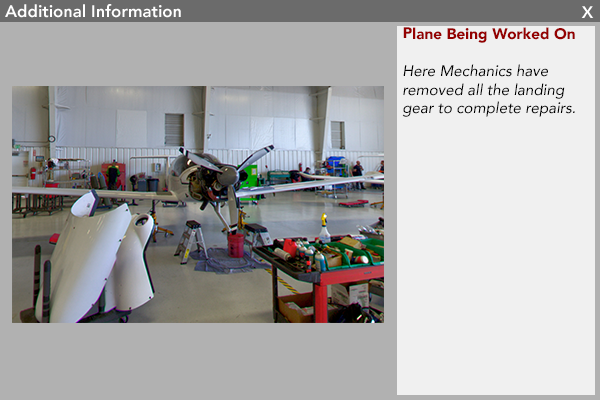 Additional Information X
Plane Being Worked On
Here Mechanics have
removed all the landing
gear to complete repairs.